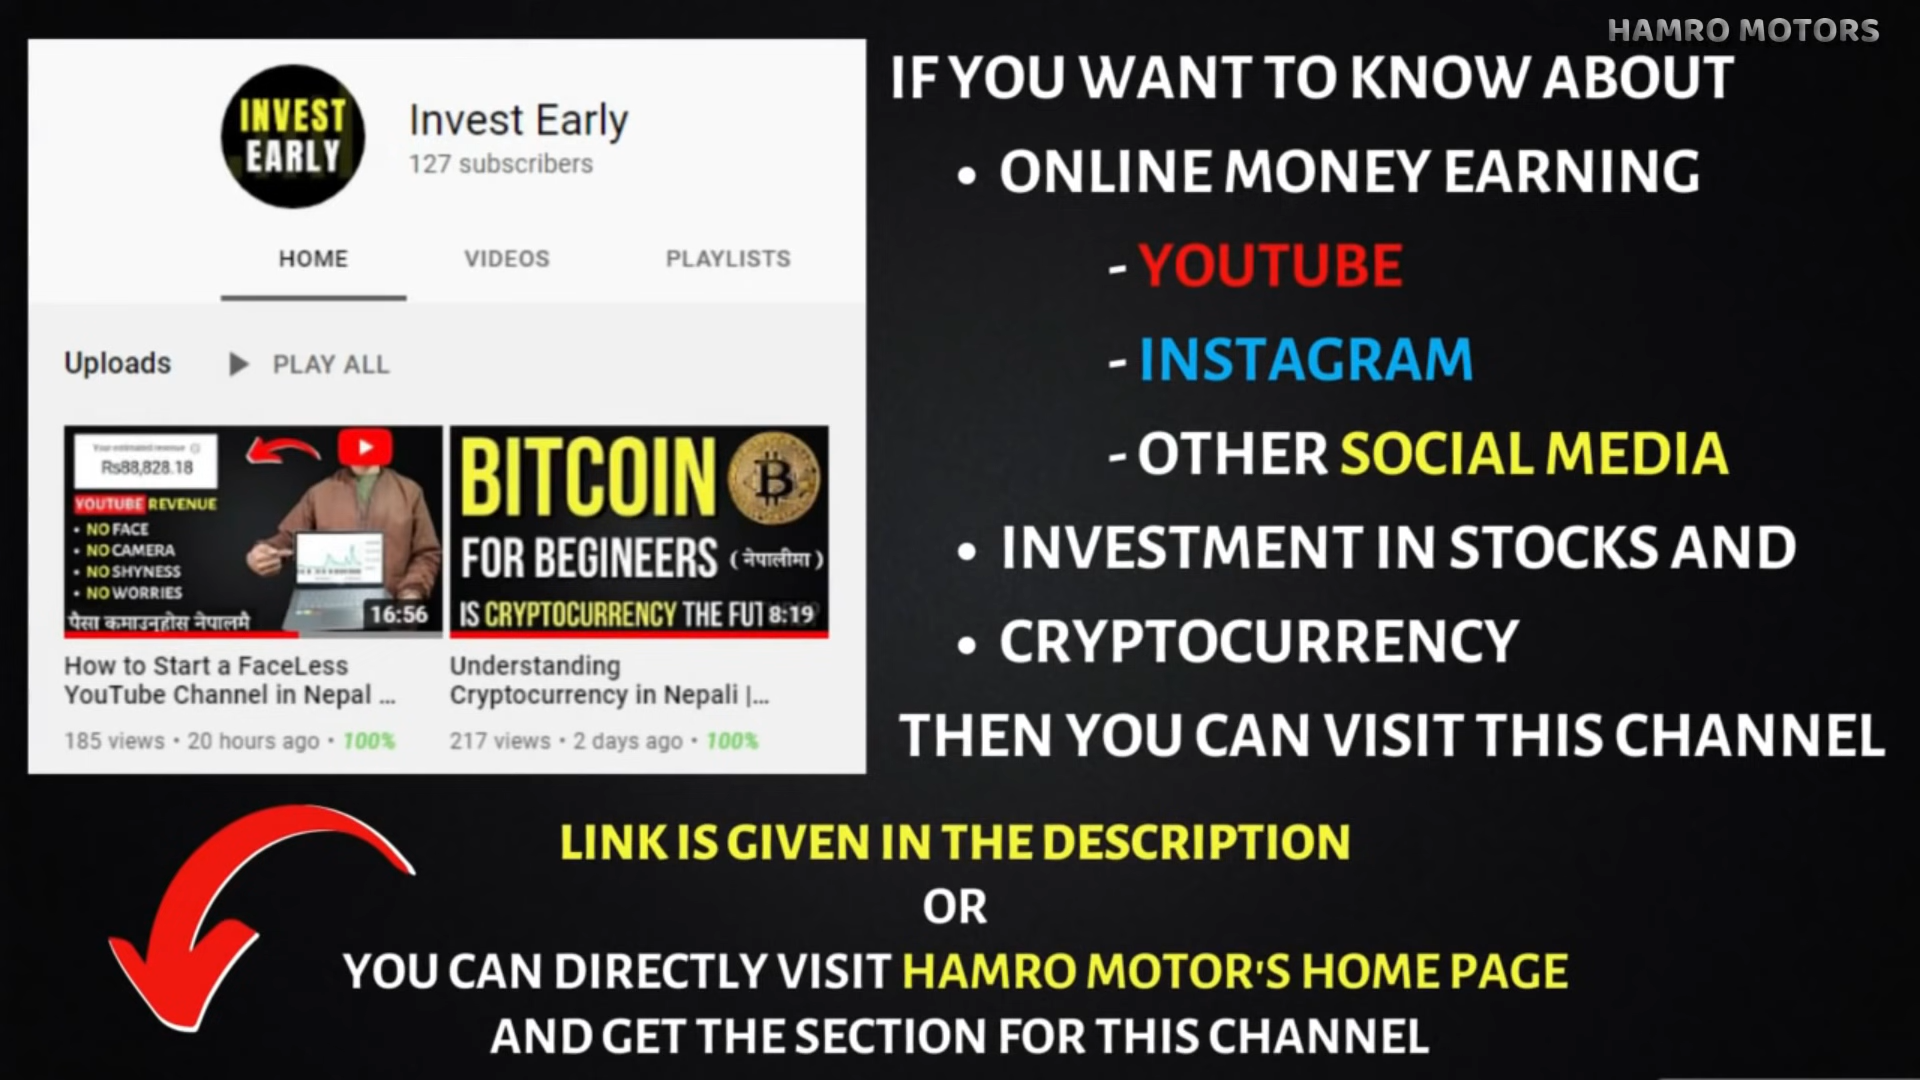 HAMRO MOTORS
INVEST
EARLY
Invest Early
127 subscribers
HOME VIDEOS PLAYLISTS
Uploads PLAY ALL
Your estimated revenue
Rs88,828.18
YOUTUBE REVENUE
• NO FACE
• NO CAMERA
• NO SHYNESS
• NO WORRIES
पैसा कमाउनुहोस नेपालमै
16:56
BITCOIN
FOR BEGINEERS ( नेपालीमा )
IS CRYPTOCURRENCY THE FUT
8:19
How to Start a FaceLess
YouTube Channel in Nepal ...
185 views • 20 hours ago • 100%
Understanding
Cryptocurrency in Nepali |...
217 views • 2 days ago • 100%
IF YOU WANT TO KNOW ABOUT
• ONLINE MONEY EARNING
- YOUTUBE
- INSTAGRAM
- OTHER SOCIAL MEDIA
• INVESTMENT IN STOCKS AND
• CRYPTOCURRENCY
THEN YOU CAN VISIT THIS CHANNEL
LINK IS GIVEN IN THE DESCRIPTION
OR
YOU CAN DIRECTLY VISIT HAMRO MOTOR'S HOME PAGE
AND GET THE SECTION FOR THIS CHANNEL